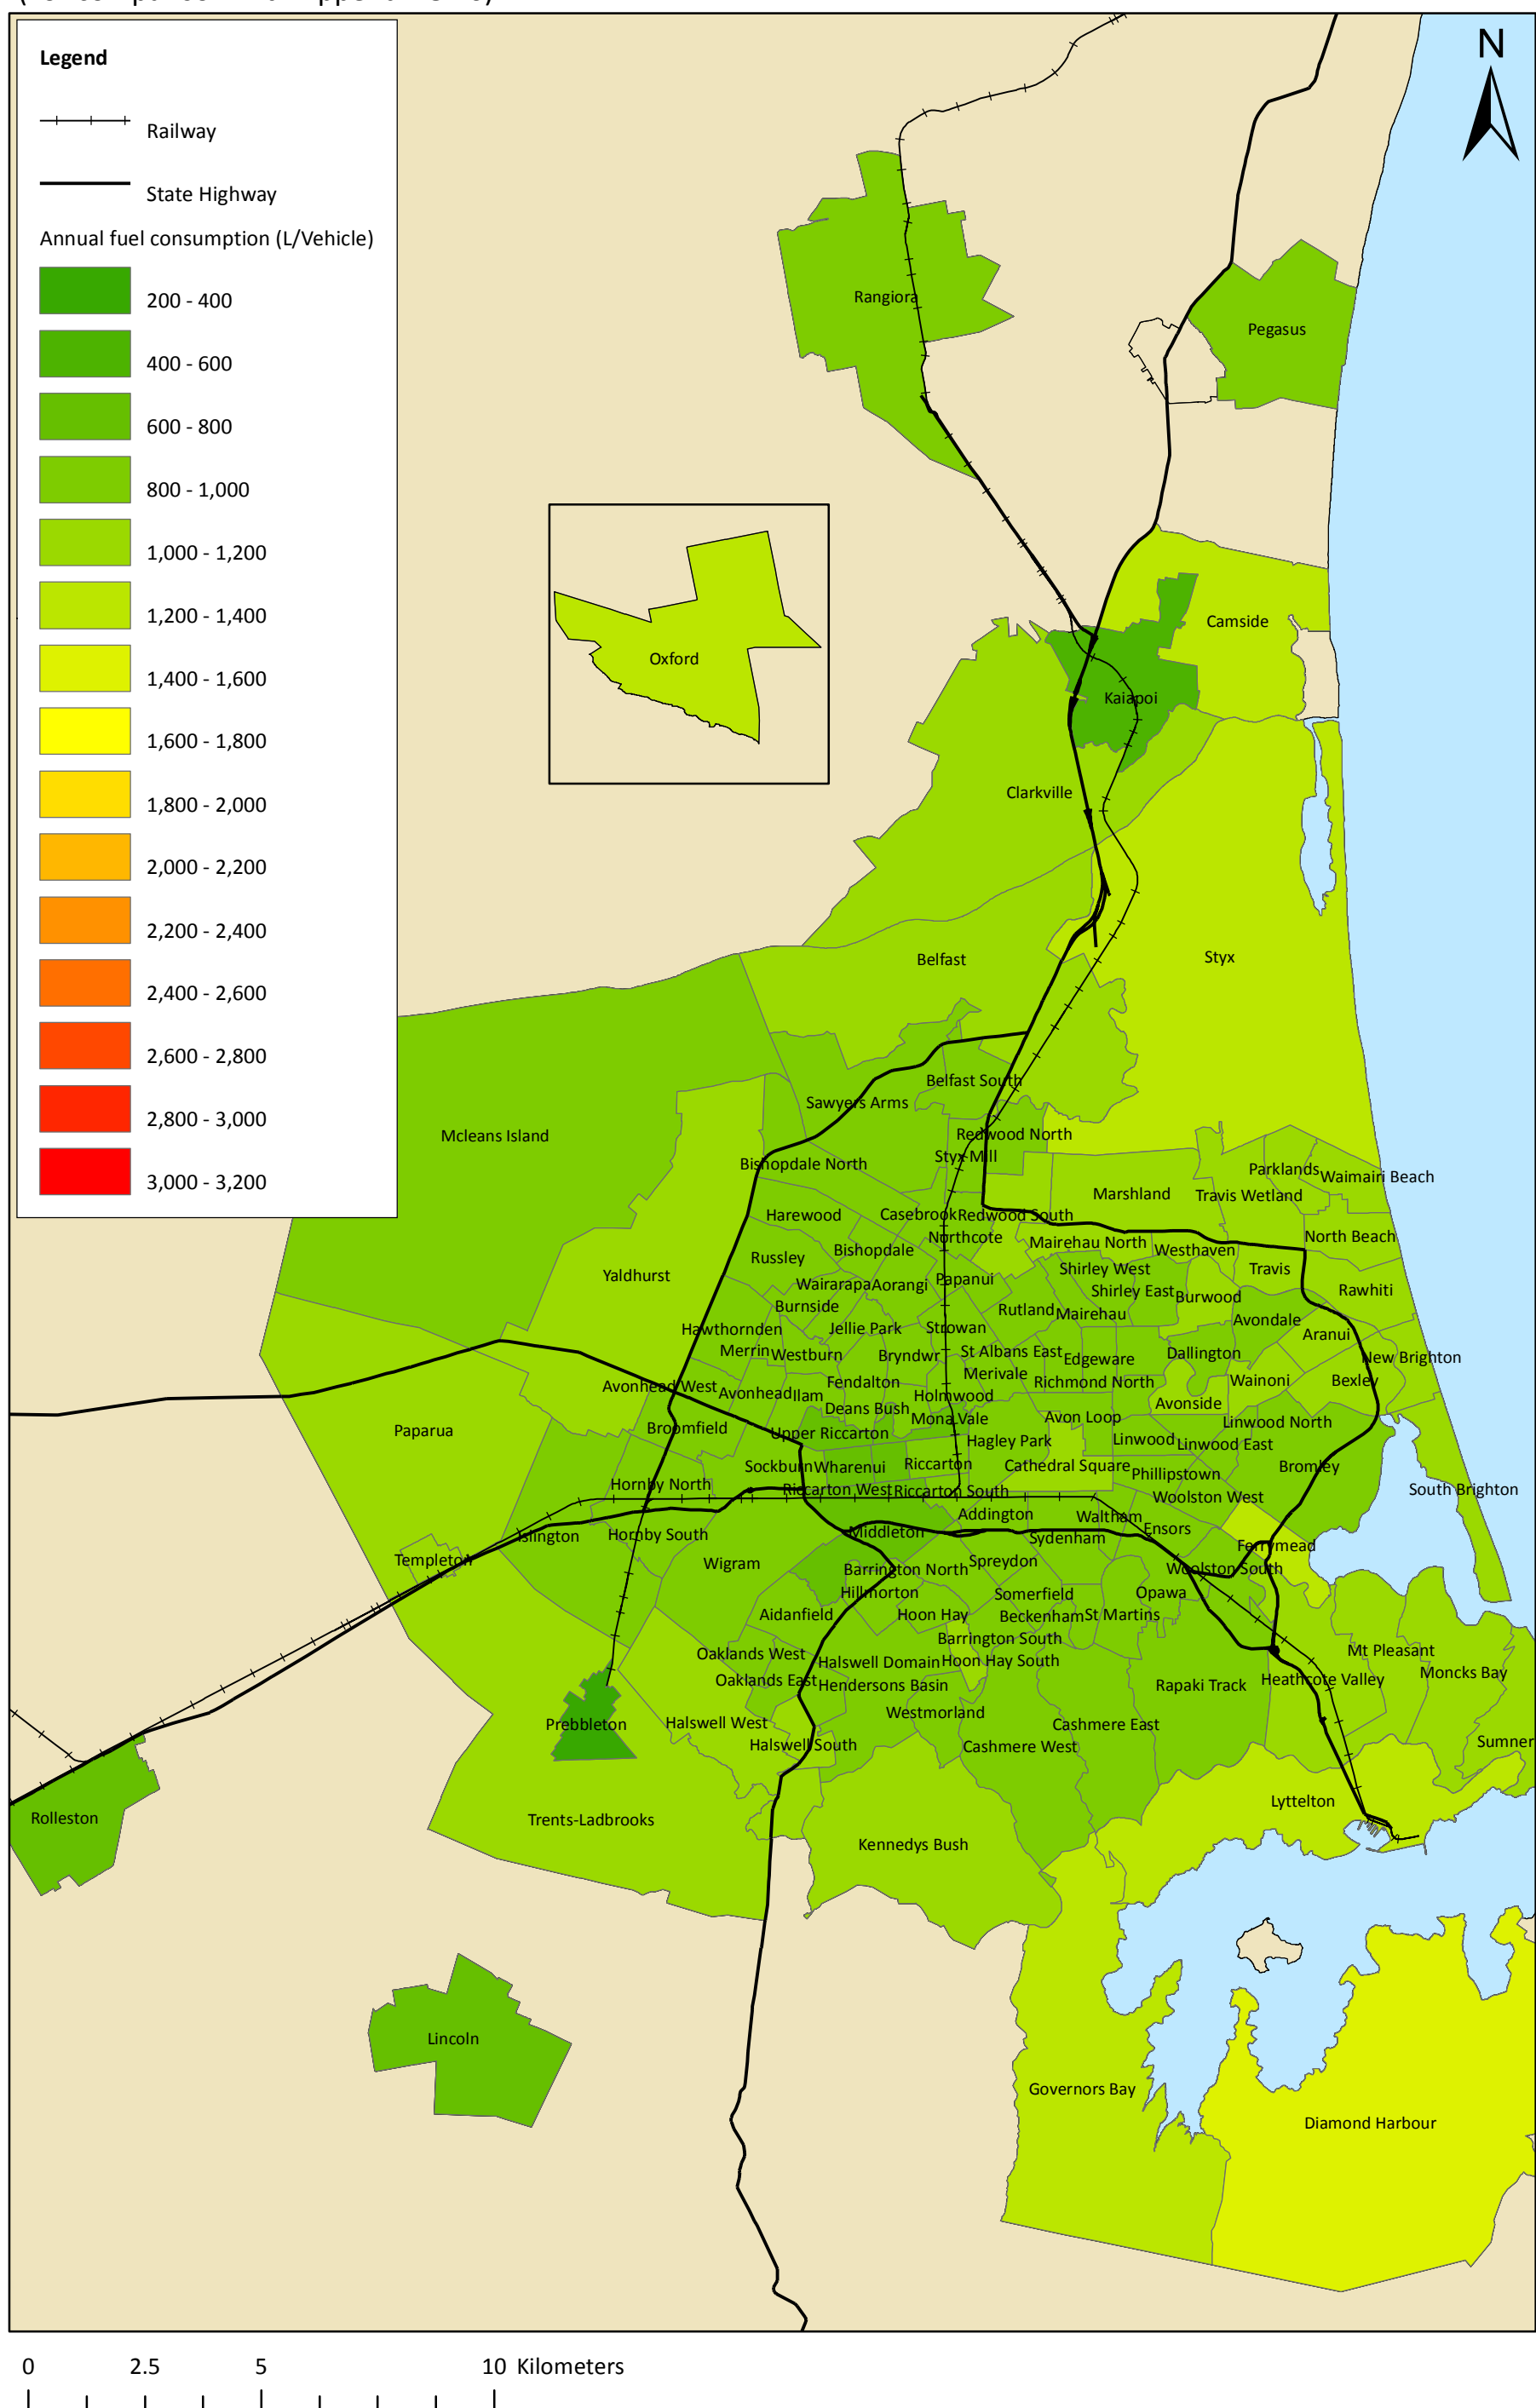 N
Legend
Railway
State Highway
Annual fuel consumption (L/Vehicle)
200 - 400
400 - 600
600 - 800
800 - 1,000
1,000 - 1,200
1,200 - 1,400
1,400 - 1,600
1,600 - 1,800
1,800 - 2,000
2,000 - 2,200
2,200 - 2,400
2,400 - 2,600
2,600 - 2,800
2,800 - 3,000
3,000 - 3,200
Rangiora
Pegasus
Camside
Oxford
Kaiapoi
Clarkville
Belfast
Styx
Belfast South
Sawyers Arms
Mcleans Island
Redwood North
Styx Mill
Bishopdale North
Parklands
Waimairi Beach
Marshland
Travis Wetland
Harewood
Casebrook
Redwood South
Northcote
North Beach
Mairehau North
Westhaven
Bishopdale
Russley
Shirley West
Travis
Yaldhurst
Wairarapa
Aorangi
Papanui
Shirley East
Burwood
Rawhiti
Burnside
Rutland
Mairehau
Avondale
Hawthornden
Jellie Park
Strowan
Aranui
Merrin
Westburn
Bryndwr
St Albans East
Edgeware
Dallington
New Brighton
Merivale
Avonhead West
Avonhead
Ilam
Fendalton
Richmond North
Wainoni
Bexley
Holmwood
Deans Bush
Avonside
Paparua
Broomfield
Mona Vale
Avon Loop
Linwood North
Upper Riccarton
Hagley Park
Linwood
Linwood East
Sockburn
Wharenui
Riccarton
Cathedral Square
Phillipstown
Bromley
Hornby North
Riccarton West
Riccarton South
Woolston West
South Brighton
Addington
Waltham
Islington
Hornby South
Middleton
Sydenham
Ensors
Ferrymead
Templeton
Wigram
Barrington North
Spreydon
Woolston South
Hillmorton
Somerfield
Opawa
Aidanfield
Hoon Hay
Beckenham
St Martins
Barrington South
Mt Pleasant
Oaklands West
Halswell Domain
Hoon Hay South
Moncks Bay
Oaklands East
Hendersons Basin
Rapaki Track
Heathcote Valley
Prebbleton
Halswell West
Westmorland
Cashmere East
Halswell South
Cashmere West
Sumner
Rolleston
Trents-Ladbrooks
Lyttelton
Kennedys Bush
Lincoln
Governors Bay
Diamond Harbour
0 2.5 5 10 Kilometers